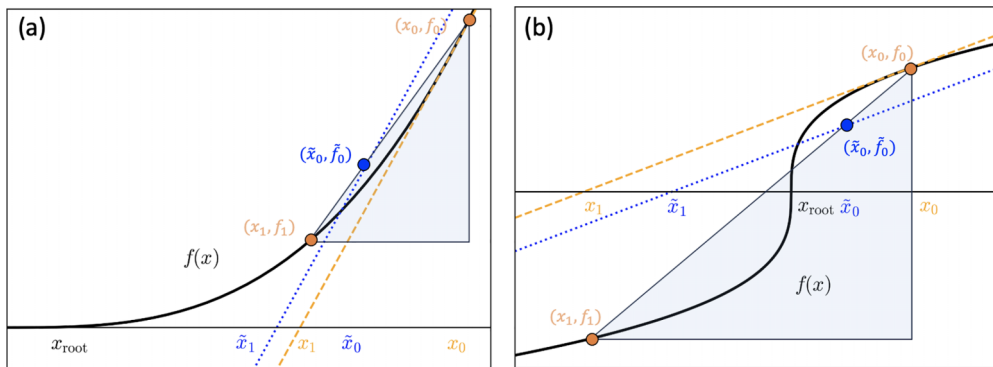 (a)
(x₀, f₀)
(x̃₀, f̃₀)
(x₁, f₁)
f(x)
x_root
x̃₁
x₁
x̃₀
x₀
(b)
(x₀, f₀)
(x̃₀, f̃₀)
x₁
x̃₁
x_root
x̃₀
x₀
f(x)
(x₁, f₁)